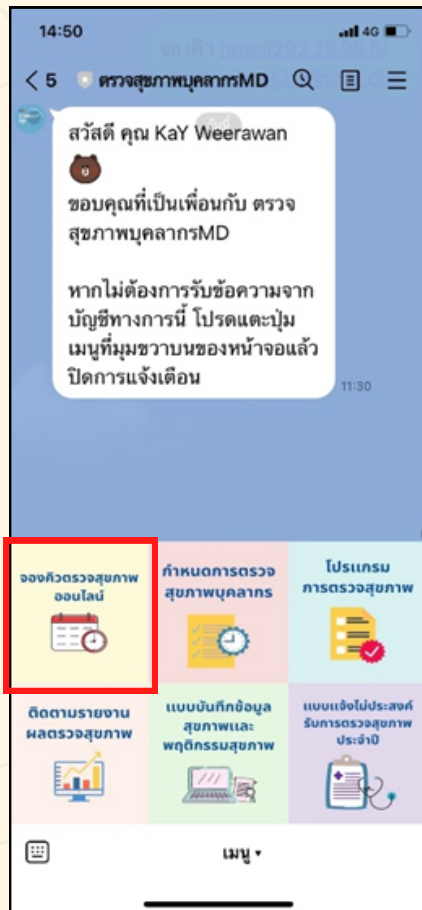 14:50
จองคิว http://202.28.95.5/
4G
5
ตรวจสุขภาพบุคลากรMD
วันนี้
สวัสดี คุณ KaY Weerawan
ขอบคุณที่เป็นเพื่อนกับ ตรวจ
สุขภาพบุคลากรMD
หากไม่ต้องการรับข้อความจาก
บัญชีทางการนี้ โปรดแตะปุ่ม
เมนูที่มุมขวาบนของหน้าจอแล้ว
ปิดการแจ้งเตือน
11:30
จองคิวตรวจสุขภาพ
ออนไลน์
กำหนดการตรวจ
สุขภาพบุคลากร
โปรแกรม
การตรวจสุขภาพ
ติดตามรายงาน
ผลตรวจสุขภาพ
แบบบันทึกข้อมูล
สุขภาพและ
พฤติกรรมสุขภาพ
แบบแจ้งไม่ประสงค์
รับการตรวจสุขภาพ
ประจำปี
เมนู